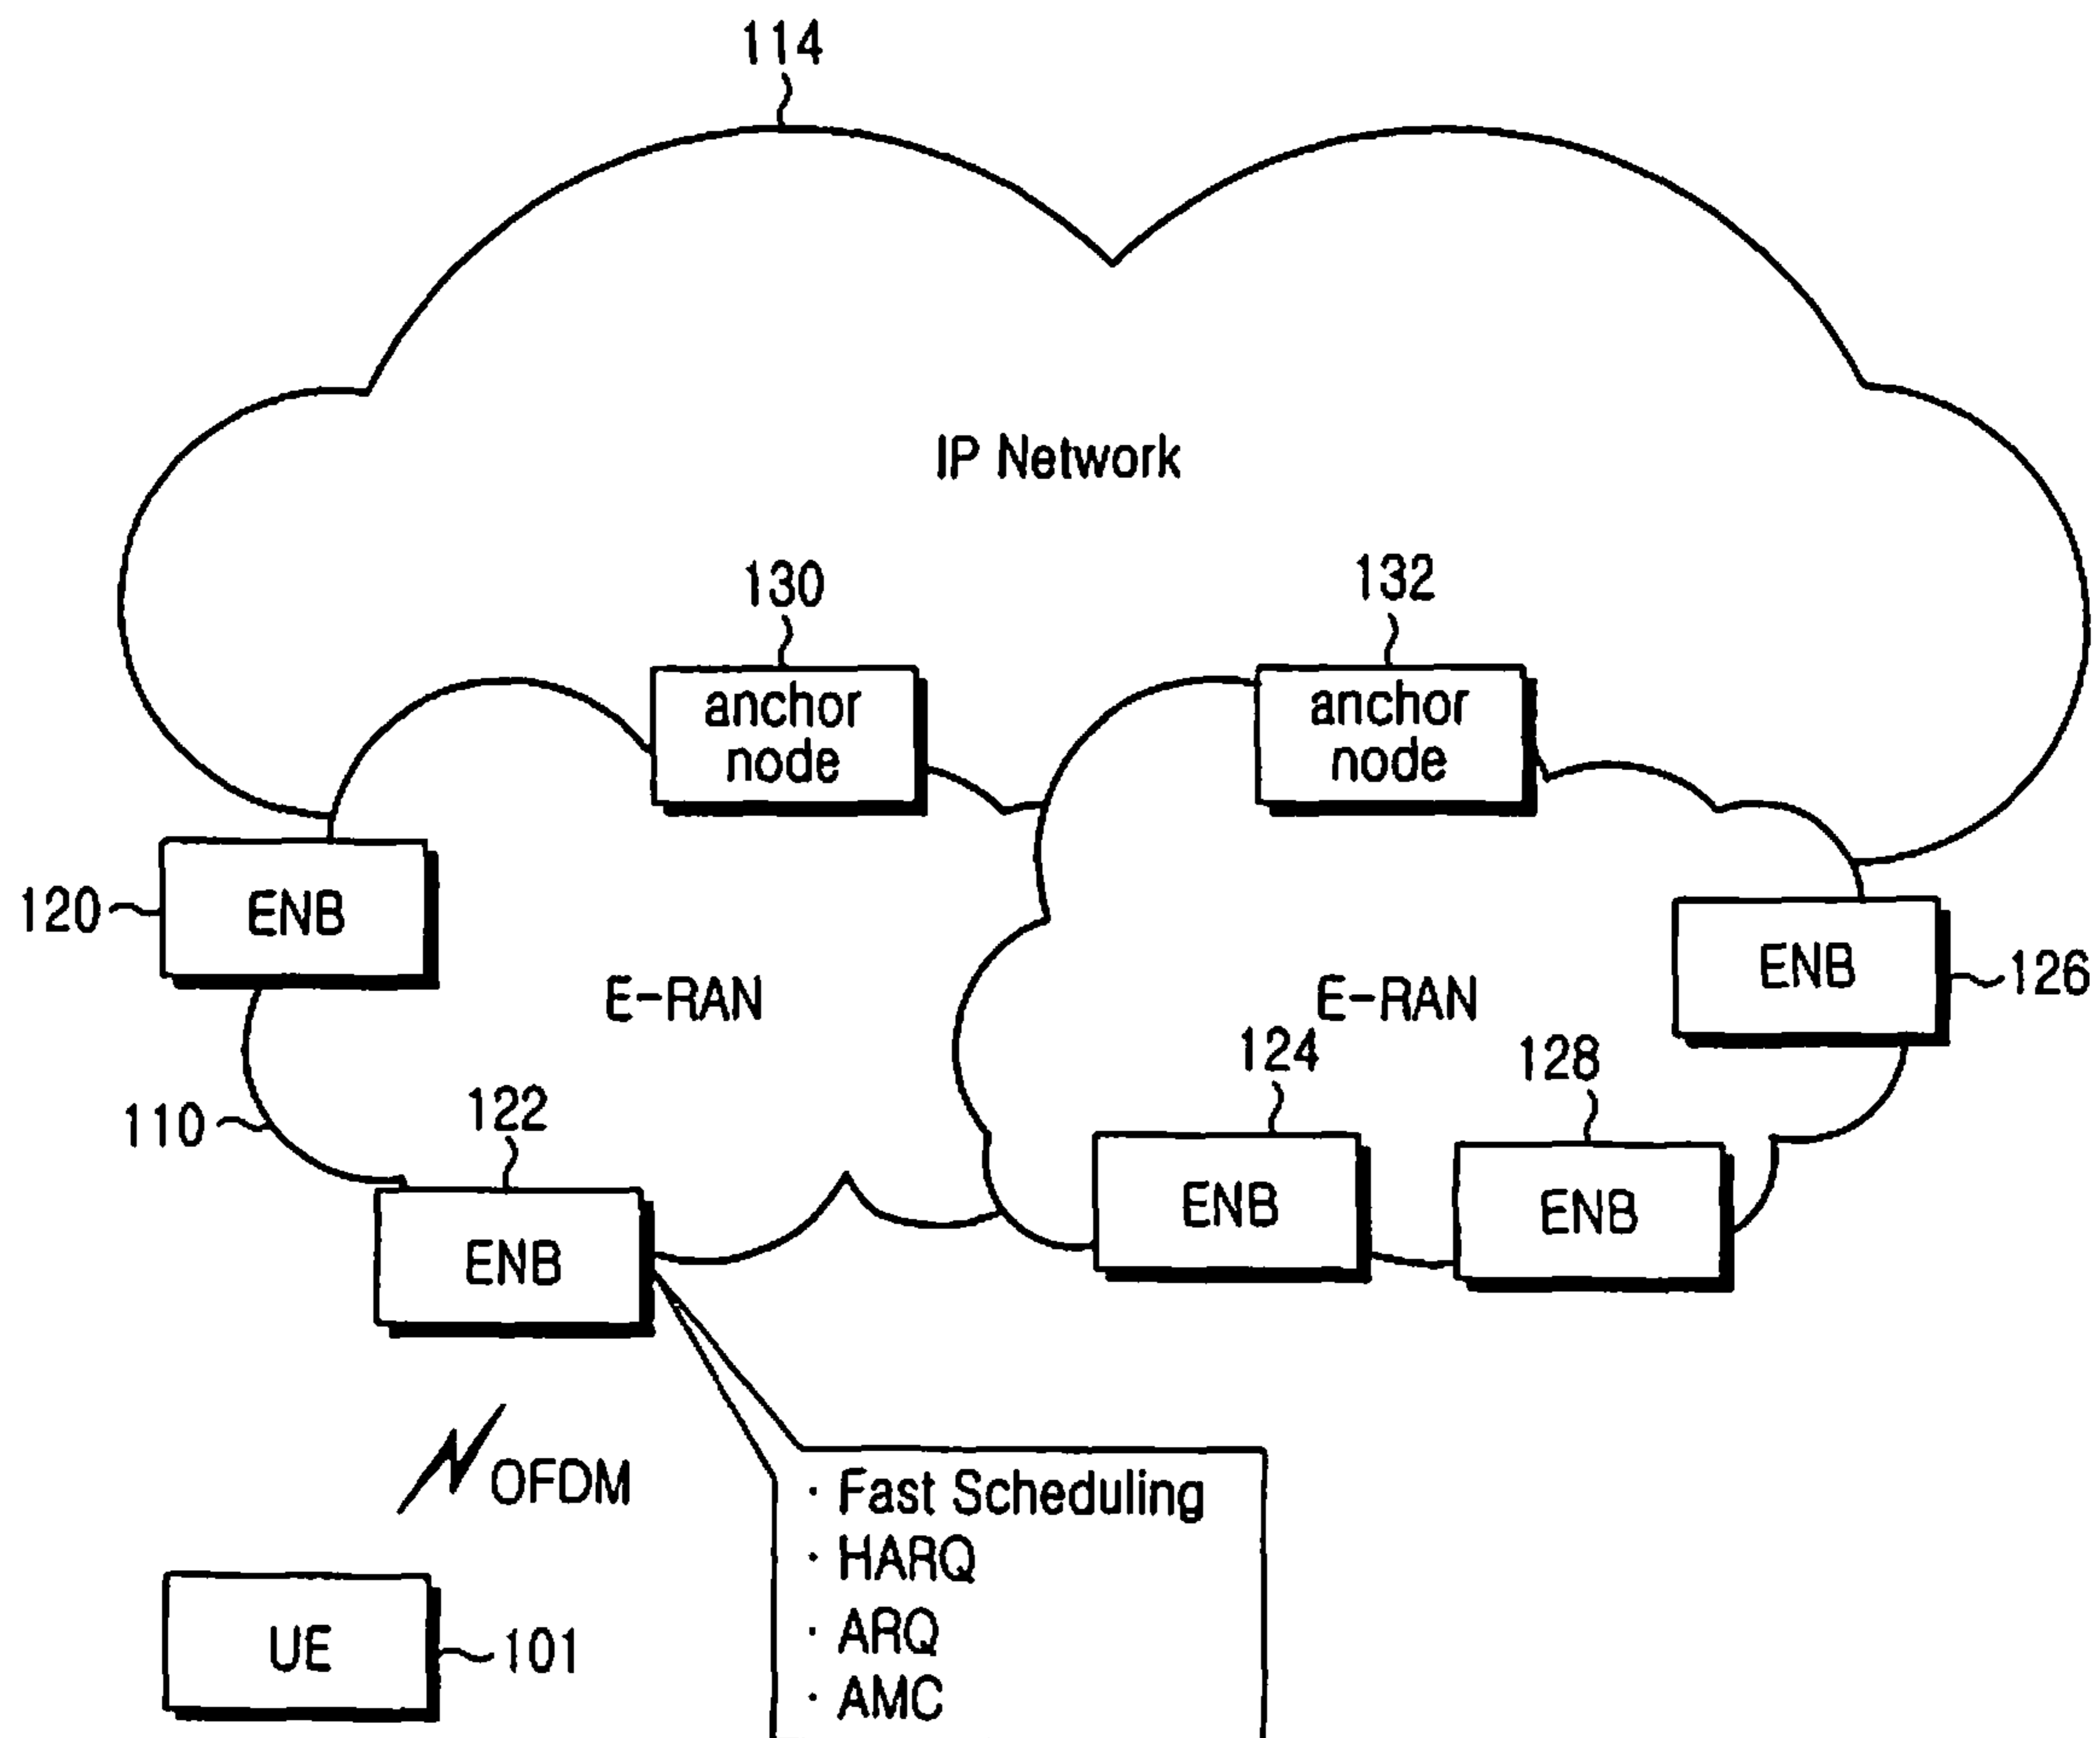 114
IP Network
130
132
anchor
node
anchor
node
120
ENB
ENB
126
E-RAN
E-RAN
124
128
110
122
ENB
ENB
ENB
OFDM
· Fast Scheduling
· HARQ
· ARQ
· AMC
UE
101